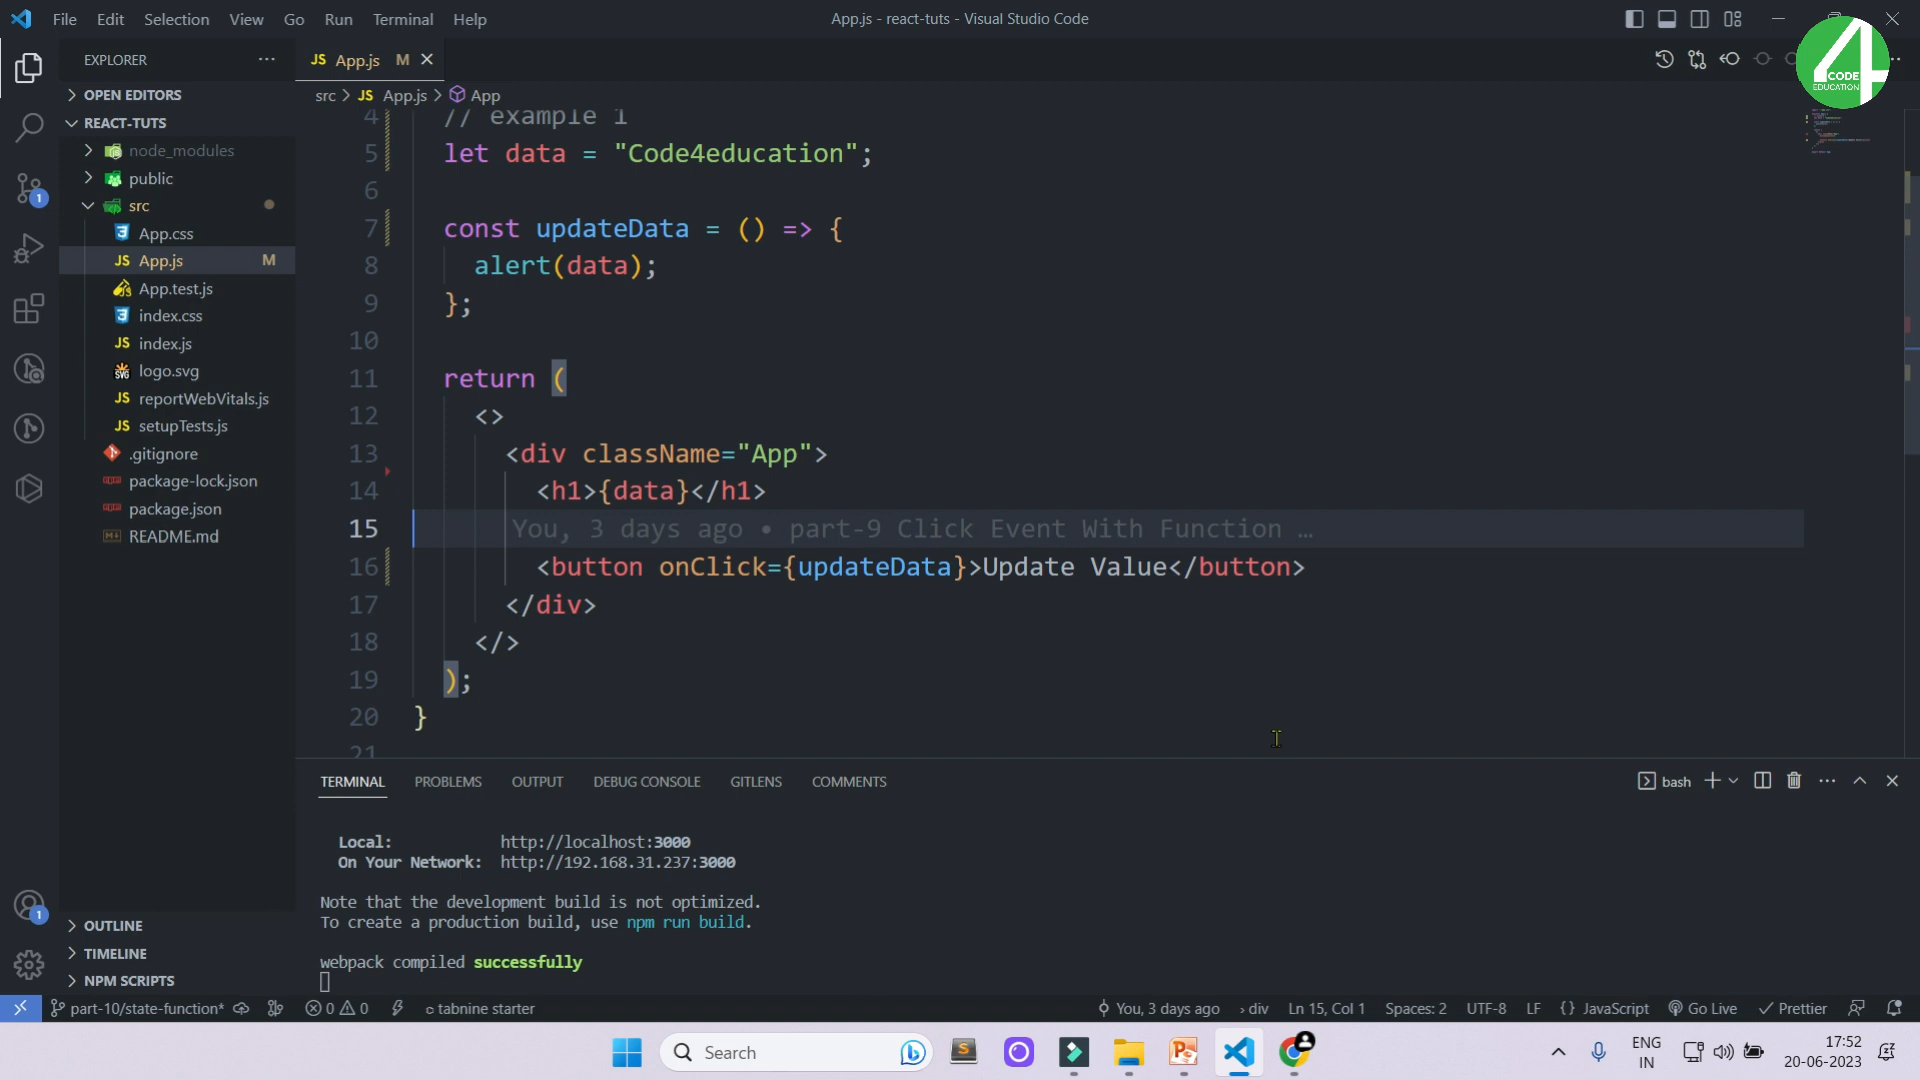 File Edit Selection View Go Run Terminal Help
App.js - react-tuts - Visual Studio Code
4
CODE
EDUCATION
EXPLORER
OPEN EDITORS
REACT-TUTS
node_modules
public
src
App.css
JS App.js M
App.test.js
index.css
JS index.js
logo.svg
JS reportWebVitals.js
JS setupTests.js
.gitignore
package-lock.json
package.json
README.md
OUTLINE
TIMELINE
NPM SCRIPTS
JS App.js M
src > JS App.js > App
4 // example 1
5 let data = "Code4education";
6
7 const updateData = () => {
8 alert(data);
9 };
10
11 return (
12 <>
13 <div className="App">
14 <h1>{data}</h1>
15 You, 3 days ago • part-9 Click Event With Function …
16 <button onClick={updateData}>Update Value</button>
17 </div>
18 </>
19 );
20 }
21
TERMINAL PROBLEMS OUTPUT DEBUG CONSOLE GITLENS COMMENTS
bash
Local: http://localhost:3000
On Your Network: http://192.168.31.237:3000
Note that the development build is not optimized.
To create a production build, use npm run build.
webpack compiled successfully
part-10/state-function* 0 0 tabnine starter You, 3 days ago › div Ln 15, Col 1 Spaces: 2 UTF-8 LF {} JavaScript Go Live Prettier
Search
ENG
IN
17:52
20-06-2023